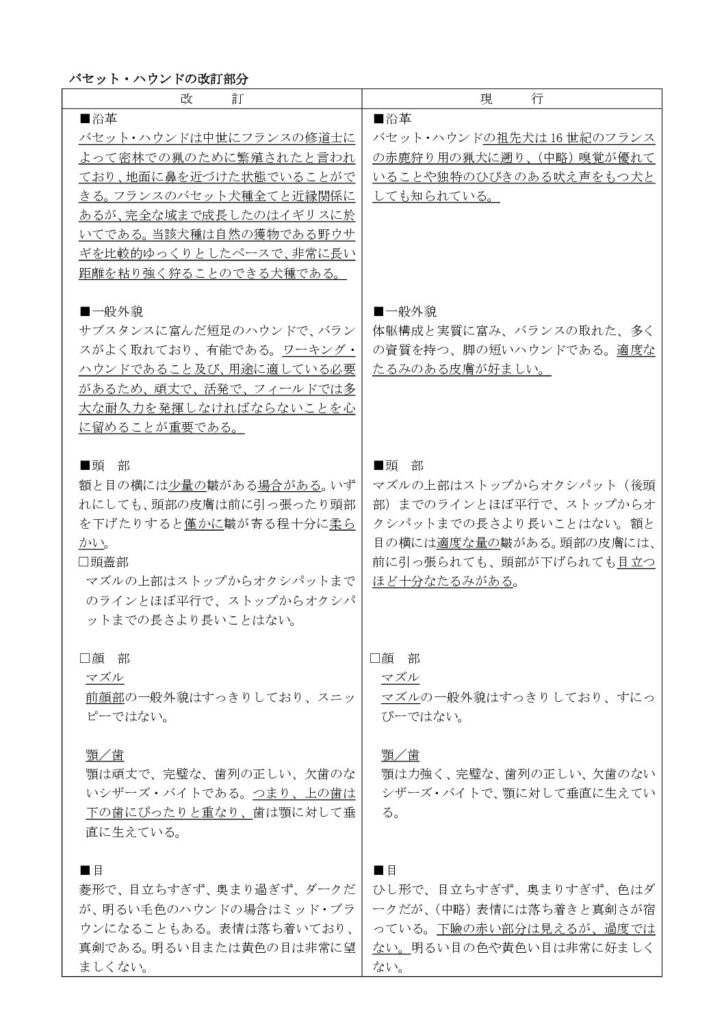 バセット・ハウンドの改訂部分
改　　訂
■沿革
バセット・ハウンドは中世にフランスの修道士に
よって密林での猟のために繁殖されたと言われ
ており、地面に鼻を近づけた状態でいることがで
きる。フランスのバセット犬種全てと近縁関係に
あるが、完全な域まで成長したのはイギリスに於
いてである。当該犬種は自然の獲物である野ウサ
ギを比較的ゆっくりとしたペースで、非常に長い
距離を粘り強く狩ることのできる犬種である。
■一般外貌
サブスタンスに富んだ短足のハウンドで、バラン
スがよく取れており、有能である。ワーキング・
ハウンドであること及び、用途に適している必要
があるため、頑丈で、活発で、フィールドでは多
大な耐久力を発揮しなければならないことを心
に留めることが重要である。
■頭　部
額と目の横には少量の皺がある場合がある。いず
れにしても、頭部の皮膚は前に引っ張ったり頭部
を下げたりすると僅かに皺が寄る程十分に柔ら
かい。
□頭蓋部
マズルの上部はストップからオクシパットまで
のラインとほぼ平行で、ストップからオクシパ
ットまでの長さより長いことはない。
□顔　部
マズル
前顔部の一般外貌はすっきりしており、スニッ
ピーではない。
顎／歯
顎は頑丈で、完璧な、歯列の正しい、欠歯のな
いシザーズ・バイトである。つまり、上の歯は
下の歯にぴったりと重なり、歯は顎に対して垂
直に生えている。
■目
菱形で、目立ちすぎず、奥まり過ぎず、ダークだ
が、明るい毛色のハウンドの場合はミッド・ブラ
ウンになることもある。表情は落ち着いており、
真剣である。明るい目または黄色の目は非常に望
ましくない。
現　　行
■沿革
バセット・ハウンドの祖先犬は 16 世紀のフランス
の赤鹿狩り用の猟犬に遡り、（中略）嗅覚が優れて
いることや独特のひびきのある吠え声をもつ犬と
しても知られている。
■一般外貌
体躯構成と実質に富み、バランスの取れた、多く
の資質を持つ、脚の短いハウンドである。適度な
たるみのある皮膚が好ましい。
■頭　部
マズルの上部はストップからオクシパット（後頭
部）までのラインとほぼ平行で、ストップからオ
クシパットまでの長さより長いことはない。額と
目の横には適度な量の皺がある。頭部の皮膚には、
前に引っ張られても、頭部が下げられても目立つ
ほど十分なたるみがある。
□顔　部
マズル
マズルの一般外貌はすっきりしており、すにっ
ぴーではない。
顎／歯
顎は力強く、完璧な、歯列の正しい、欠歯のない
シザーズ・バイトで、顎に対して垂直に生えてい
る。
■目
ひし形で、目立ちすぎず、奥まりすぎず、色はダ
ークだが、（中略）表情には落ち着きと真剣さが宿
っている。下瞼の赤い部分は見えるが、過度では
ない。明るい目の色や黄色い目は非常に好ましく
ない。